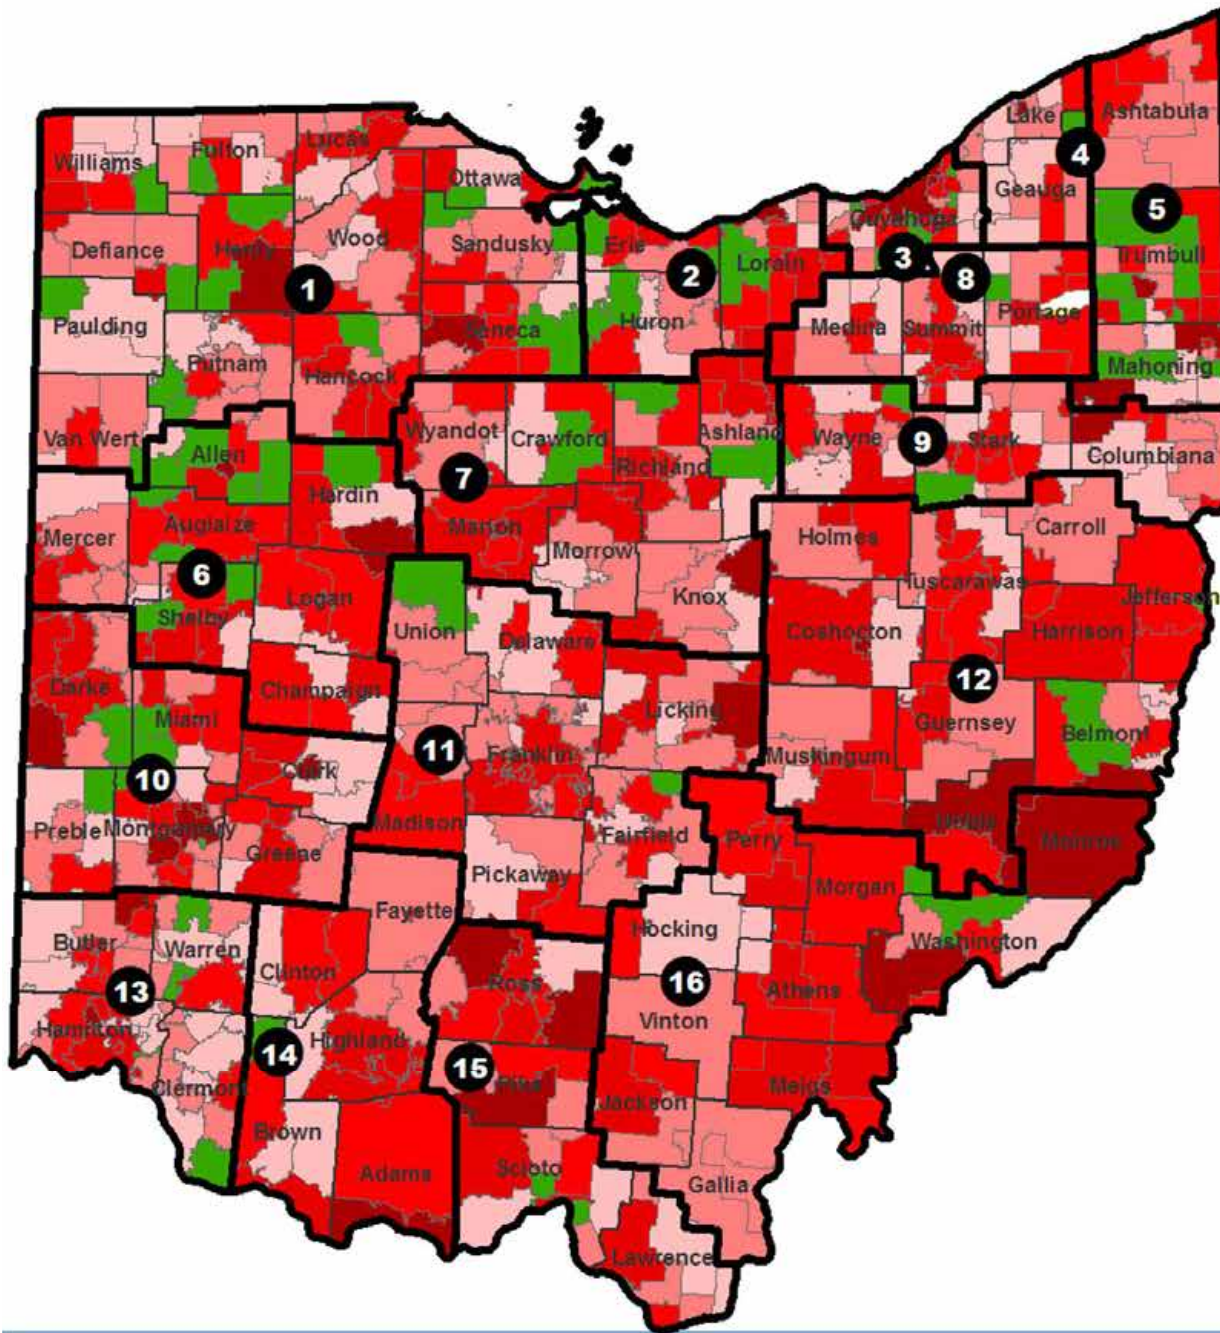 Lake
Ashtabula
Williams
Fulton
Lucas
4
Ottawa
Geauga
5
Cuyahoga
Defiance
Henry
Wood
Sandusky
Erie
Lorain
3
Trumbull
1
2
8
Paulding
Seneca
Huron
Medina
Summit
Portage
Putnam
Hancock
Mahoning
Van Wert
Wyandot
Crawford
Ashland
Wayne
9
Stark
Allen
Richland
Columbiana
7
Hardin
Mercer
Auglaize
Marion
Morrow
Holmes
Carroll
6
Logan
Knox
Tuscarawas
Jefferson
Shelby
Union
Delaware
Coshocton
Harrison
Darke
Champaign
Licking
12
Miami
Guernsey
Belmont
11
Franklin
Muskingum
10
Clark
Preble
Montgomery
Madison
Fairfield
Perry
Noble
Monroe
Greene
Pickaway
Morgan
Fayette
Butler
Warren
Hocking
Washington
Clinton
Ross
13
16
Athens
Hamilton
Highland
Vinton
14
15
Pike
Clermont
Jackson
Meigs
Brown
Adams
Scioto
Gallia
Lawrence